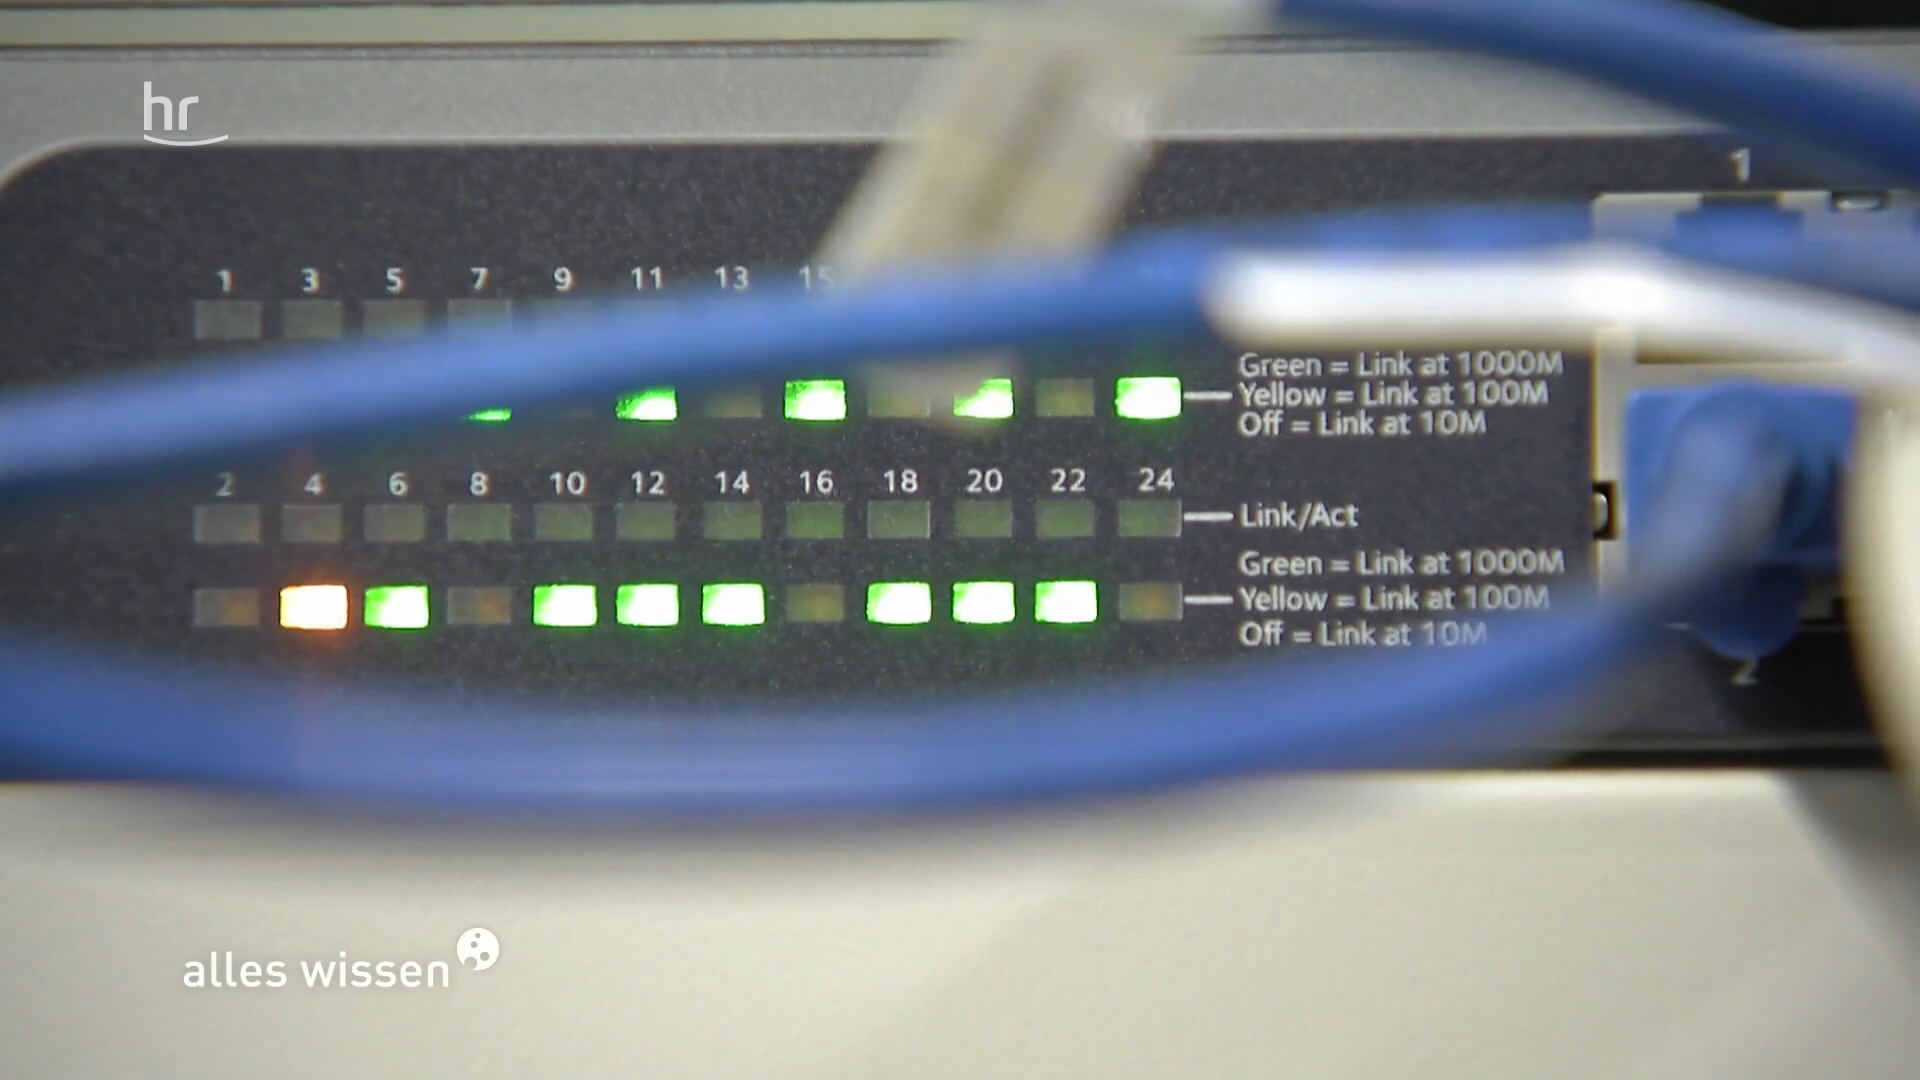 hr
1
1 3 5 7 9 11 13 15
Green = Link at 1000M
Yellow = Link at 100M
Off = Link at 10M
2 4 6 8 10 12 14 16 18 20 22 24
Link/Act
Green = Link at 1000M
Yellow = Link at 100M
Off = Link at 10M
2
alles wissen